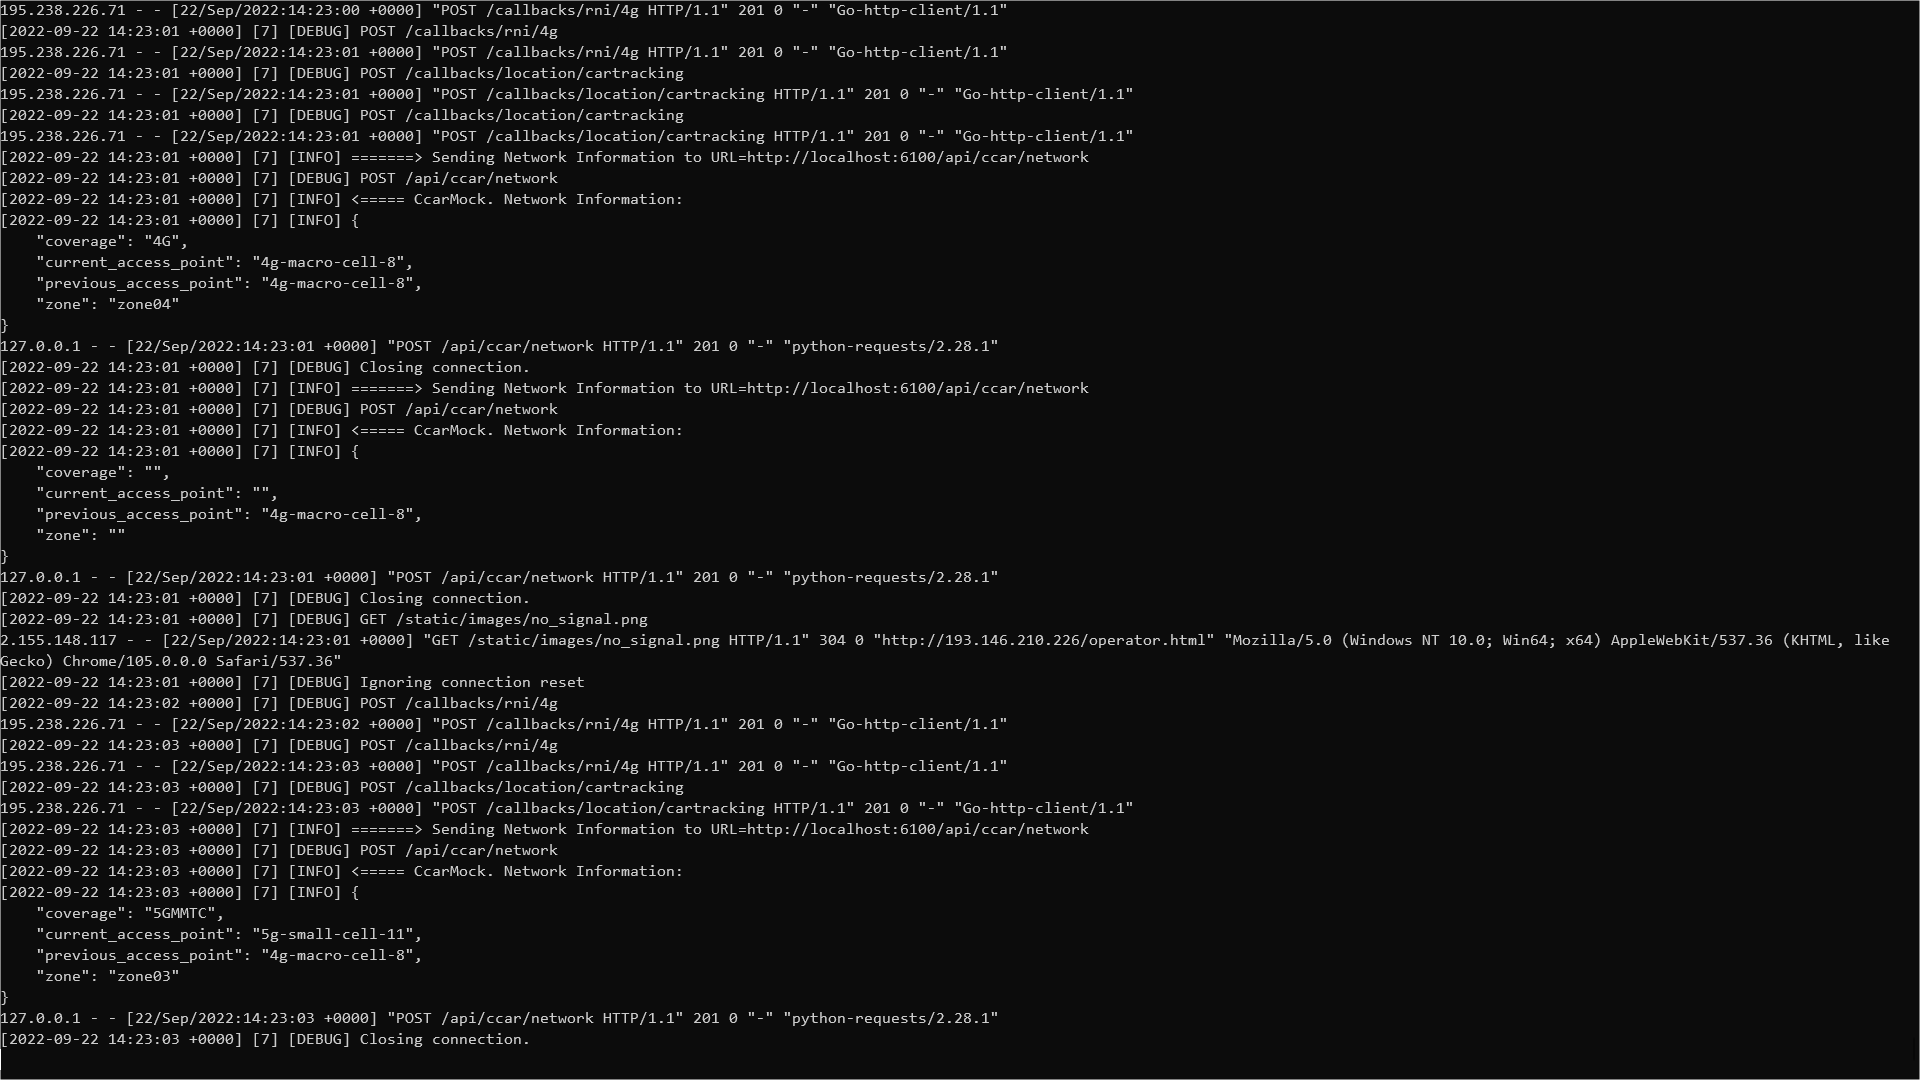 195.238.226.71 - - [22/Sep/2022:14:23:00 +0000] "POST /callbacks/rni/4g HTTP/1.1" 201 0 "-" "Go-http-client/1.1"
[2022-09-22 14:23:01 +0000] [7] [DEBUG] POST /callbacks/rni/4g
195.238.226.71 - - [22/Sep/2022:14:23:01 +0000] "POST /callbacks/rni/4g HTTP/1.1" 201 0 "-" "Go-http-client/1.1"
[2022-09-22 14:23:01 +0000] [7] [DEBUG] POST /callbacks/location/cartracking
195.238.226.71 - - [22/Sep/2022:14:23:01 +0000] "POST /callbacks/location/cartracking HTTP/1.1" 201 0 "-" "Go-http-client/1.1"
[2022-09-22 14:23:01 +0000] [7] [DEBUG] POST /callbacks/location/cartracking
195.238.226.71 - - [22/Sep/2022:14:23:01 +0000] "POST /callbacks/location/cartracking HTTP/1.1" 201 0 "-" "Go-http-client/1.1"
[2022-09-22 14:23:01 +0000] [7] [INFO] =======> Sending Network Information to URL=http://localhost:6100/api/ccar/network
[2022-09-22 14:23:01 +0000] [7] [DEBUG] POST /api/ccar/network
[2022-09-22 14:23:01 +0000] [7] [INFO] <===== CcarMock. Network Information:
[2022-09-22 14:23:01 +0000] [7] [INFO] {
    "coverage": "4G",
    "current_access_point": "4g-macro-cell-8",
    "previous_access_point": "4g-macro-cell-8",
    "zone": "zone04"
}
127.0.0.1 - - [22/Sep/2022:14:23:01 +0000] "POST /api/ccar/network HTTP/1.1" 201 0 "-" "python-requests/2.28.1"
[2022-09-22 14:23:01 +0000] [7] [DEBUG] Closing connection.
[2022-09-22 14:23:01 +0000] [7] [INFO] =======> Sending Network Information to URL=http://localhost:6100/api/ccar/network
[2022-09-22 14:23:01 +0000] [7] [DEBUG] POST /api/ccar/network
[2022-09-22 14:23:01 +0000] [7] [INFO] <===== CcarMock. Network Information:
[2022-09-22 14:23:01 +0000] [7] [INFO] {
    "coverage": "",
    "current_access_point": "",
    "previous_access_point": "4g-macro-cell-8",
    "zone": ""
}
127.0.0.1 - - [22/Sep/2022:14:23:01 +0000] "POST /api/ccar/network HTTP/1.1" 201 0 "-" "python-requests/2.28.1"
[2022-09-22 14:23:01 +0000] [7] [DEBUG] Closing connection.
[2022-09-22 14:23:01 +0000] [7] [DEBUG] GET /static/images/no_signal.png
2.155.148.117 - - [22/Sep/2022:14:23:01 +0000] "GET /static/images/no_signal.png HTTP/1.1" 304 0 "http://193.146.210.226/operator.html" "Mozilla/5.0 (Windows NT 10.0; Win64; x64) AppleWebKit/537.36 (KHTML, like
Gecko) Chrome/105.0.0.0 Safari/537.36"
[2022-09-22 14:23:01 +0000] [7] [DEBUG] Ignoring connection reset
[2022-09-22 14:23:02 +0000] [7] [DEBUG] POST /callbacks/rni/4g
195.238.226.71 - - [22/Sep/2022:14:23:02 +0000] "POST /callbacks/rni/4g HTTP/1.1" 201 0 "-" "Go-http-client/1.1"
[2022-09-22 14:23:03 +0000] [7] [DEBUG] POST /callbacks/rni/4g
195.238.226.71 - - [22/Sep/2022:14:23:03 +0000] "POST /callbacks/rni/4g HTTP/1.1" 201 0 "-" "Go-http-client/1.1"
[2022-09-22 14:23:03 +0000] [7] [DEBUG] POST /callbacks/location/cartracking
195.238.226.71 - - [22/Sep/2022:14:23:03 +0000] "POST /callbacks/location/cartracking HTTP/1.1" 201 0 "-" "Go-http-client/1.1"
[2022-09-22 14:23:03 +0000] [7] [INFO] =======> Sending Network Information to URL=http://localhost:6100/api/ccar/network
[2022-09-22 14:23:03 +0000] [7] [DEBUG] POST /api/ccar/network
[2022-09-22 14:23:03 +0000] [7] [INFO] <===== CcarMock. Network Information:
[2022-09-22 14:23:03 +0000] [7] [INFO] {
    "coverage": "5GMMTC",
    "current_access_point": "5g-small-cell-11",
    "previous_access_point": "4g-macro-cell-8",
    "zone": "zone03"
}
127.0.0.1 - - [22/Sep/2022:14:23:03 +0000] "POST /api/ccar/network HTTP/1.1" 201 0 "-" "python-requests/2.28.1"
[2022-09-22 14:23:03 +0000] [7] [DEBUG] Closing connection.